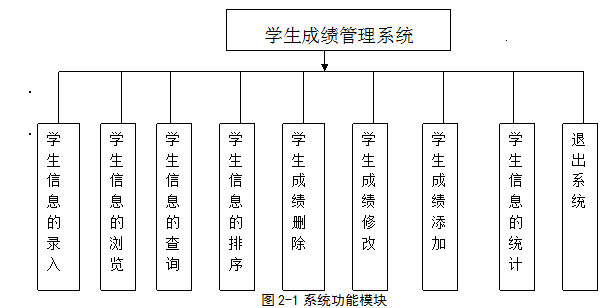 学生成绩管理系统
学生信息的录入
学生信息的浏览
学生信息的查询
学生信息的排序
学生成绩删除
学生成绩修改
学生成绩添加
学生信息的统计
退出系统
图2-1系统功能模块